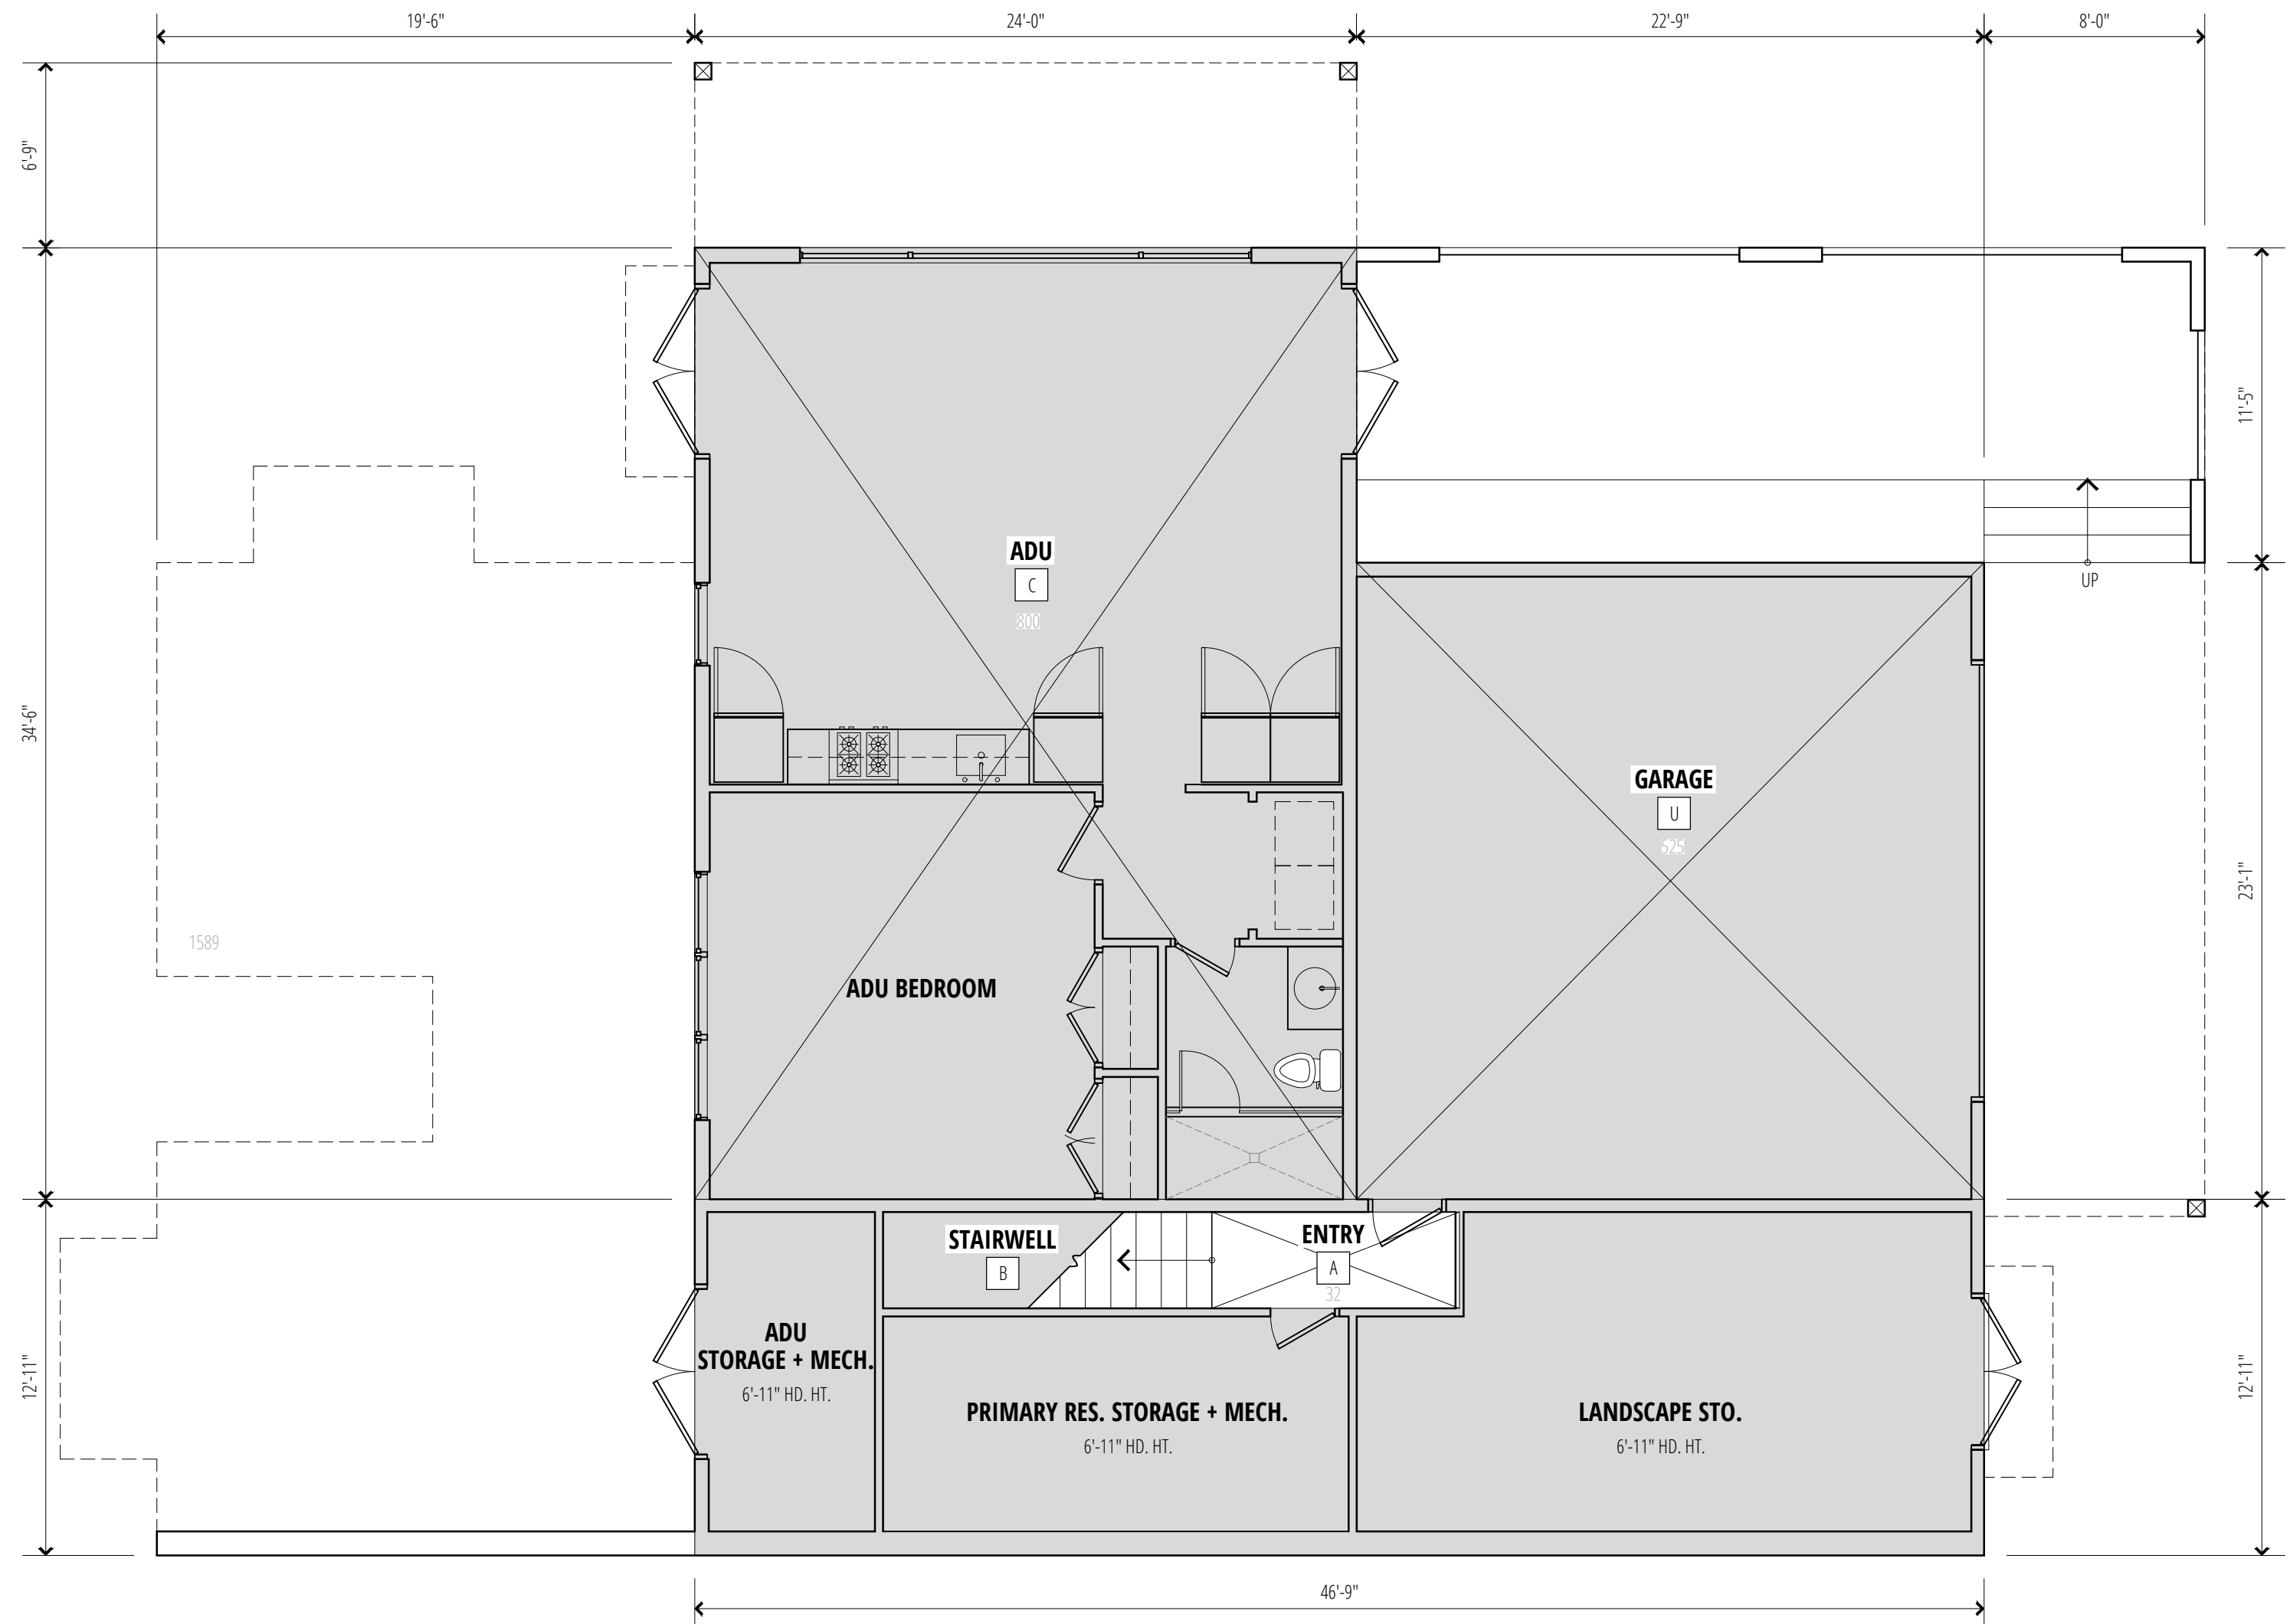 19'-6"
24'-0"
22'-9"
8'-0"
6'-9"
11'-5"
ADU
C
800
UP
34'-6"
GARAGE
U
525
23'-1"
1589
ADU BEDROOM
STAIRWELL
B
ENTRY
A
32
ADU
STORAGE + MECH.
6'-11" HD. HT.
12'-11"
12'-11"
PRIMARY RES. STORAGE + MECH.
6'-11" HD. HT.
LANDSCAPE STO.
6'-11" HD. HT.
46'-9"